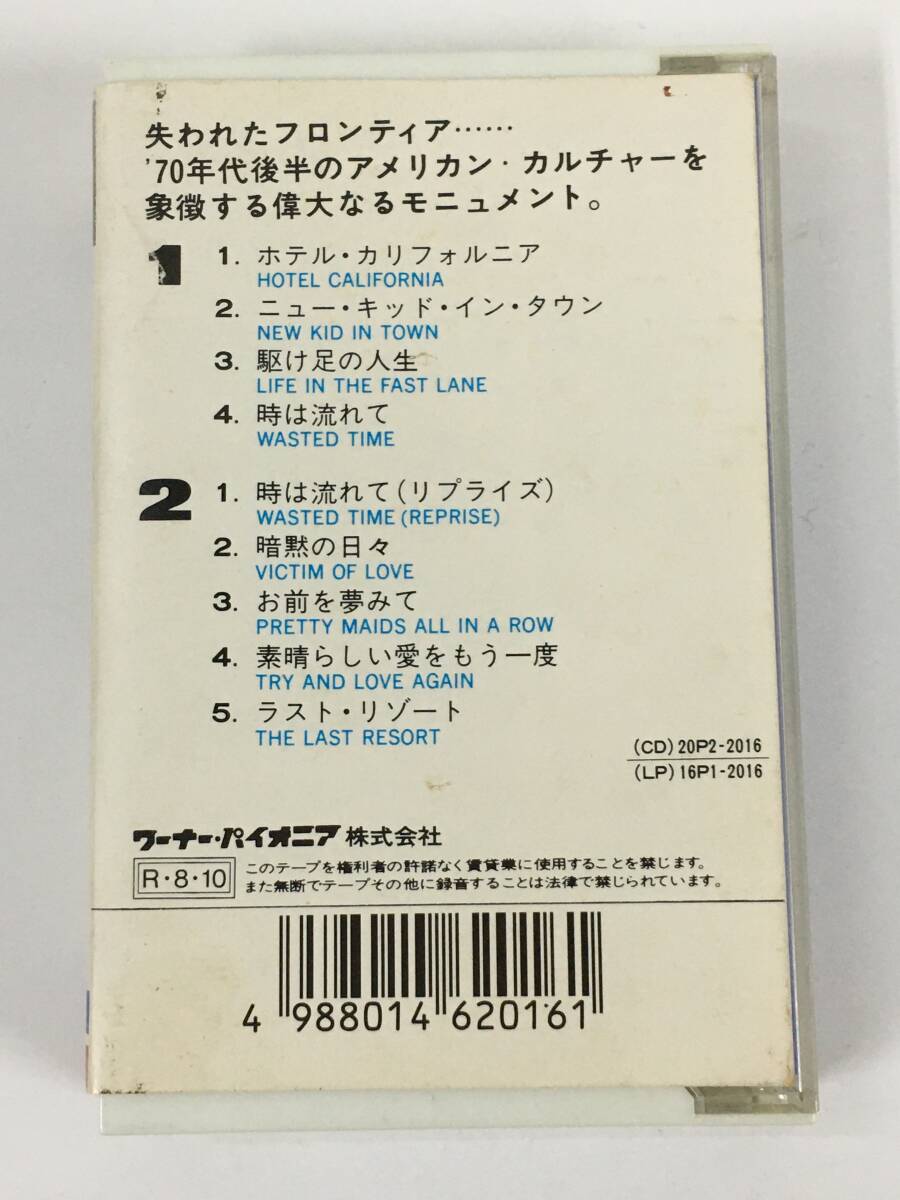 失われたフロンティア……
'70年代後半のアメリカン・カルチャーを
象徴する偉大なるモニュメント。
1
1. ホテル・カリフォルニア
HOTEL CALIFORNIA
2. ニュー・キッド・イン・タウン
NEW KID IN TOWN
3. 駆け足の人生
LIFE IN THE FAST LANE
4. 時は流れて
WASTED TIME
2
1. 時は流れて(リプライズ)
WASTED TIME (REPRISE)
2. 暗黙の日々
VICTIM OF LOVE
3. お前を夢みて
PRETTY MAIDS ALL IN A ROW
4. 素晴らしい愛をもう一度
TRY AND LOVE AGAIN
5. ラスト・リゾート
THE LAST RESORT
(CD) 20P2-2016
(LP) 16P1-2016
ワーナー・パイオニア 株式会社
R・8・10
このテープを権利者の許諾なく賃貸業に使用することを禁じます。
また無断でテープその他に録音することは法律で禁じられています。
4 988014 620161